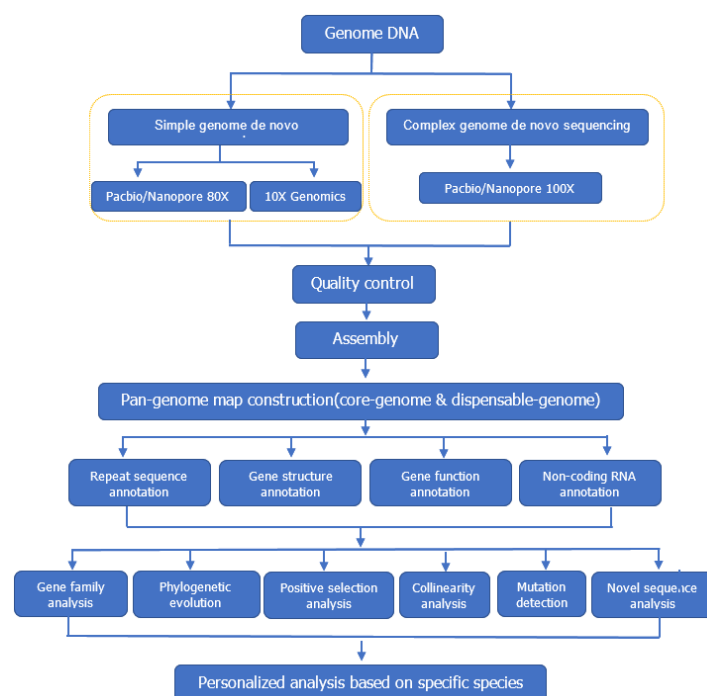 Genome DNA
Simple genome de novo
Complex genome de novo sequencing
Pacbio/Nanopore 80X
10X Genomics
Pacbio/Nanopore 100X
Quality control
Assembly
Pan-genome map construction(core-genome & dispensable-genome)
Repeat sequence
annotation
Gene structure
annotation
Gene function
annotation
Non-coding RNA
annotation
Gene family
analysis
Phylogenetic
evolution
Positive selection
analysis
Collinearity
analysis
Mutation
detection
Novel sequence
analysis
Personalized analysis based on specific species